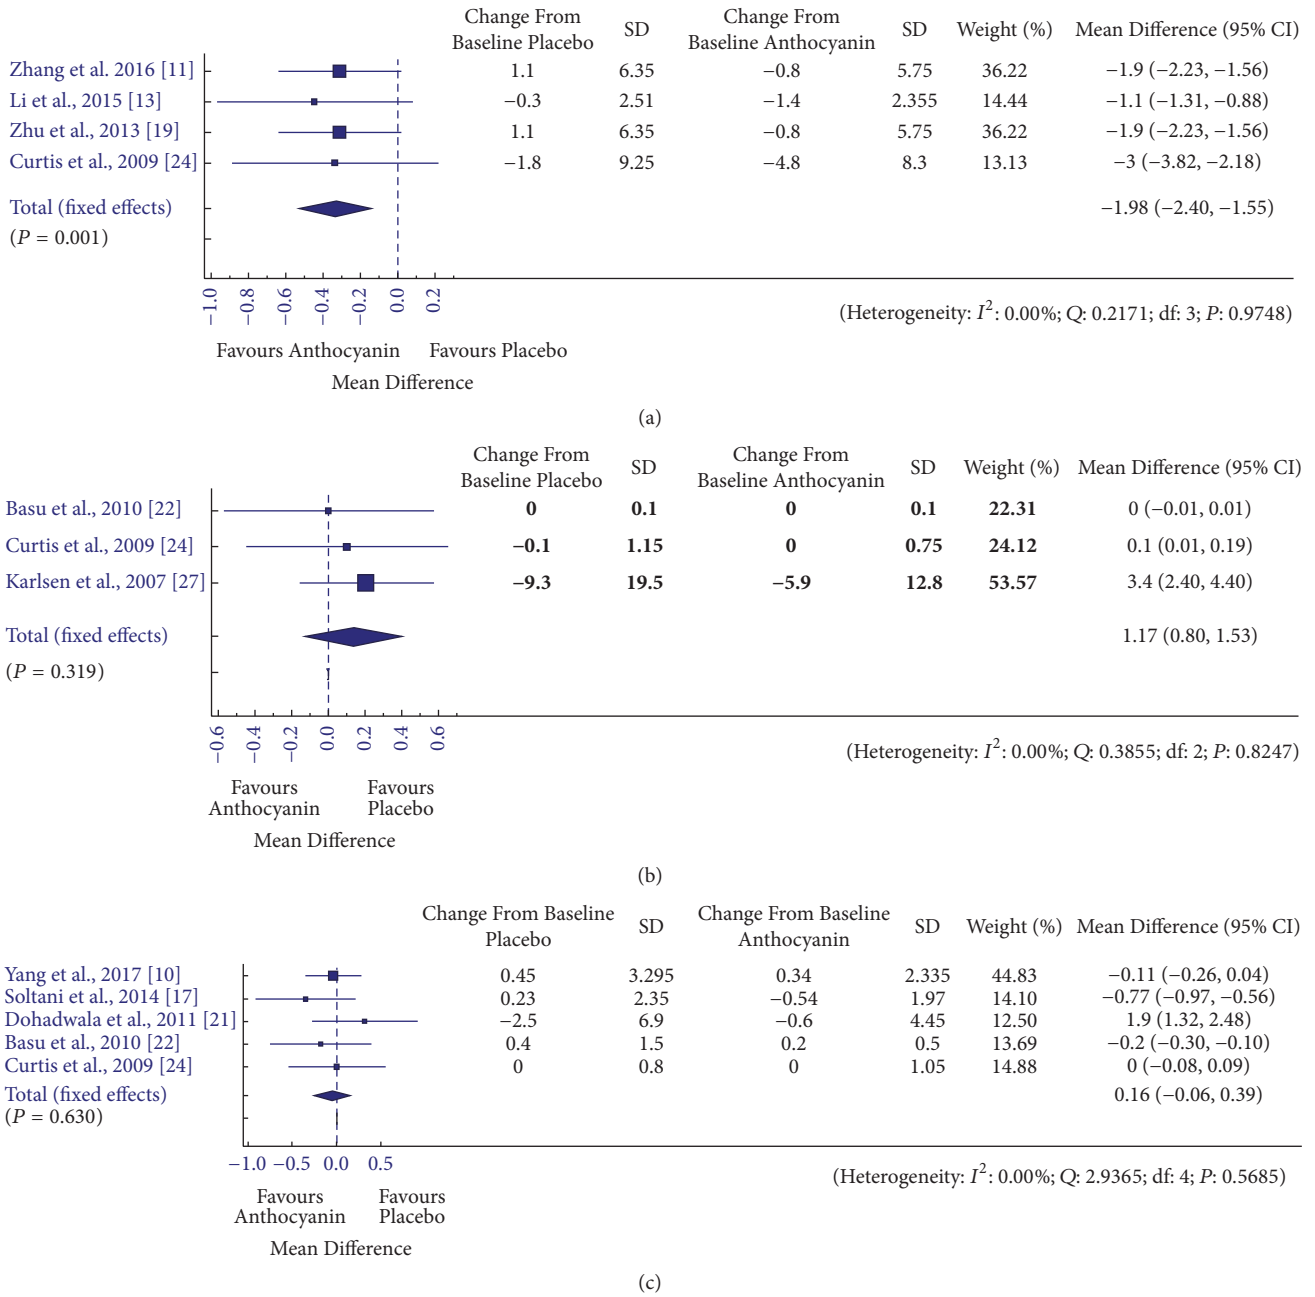 Change From Baseline Placebo SD Change From Baseline Anthocyanin SD Weight (%) Mean Difference (95% CI)
Zhang et al. 2016 [11] 1.1 6.35 −0.8 5.75 36.22 −1.9 (−2.23, −1.56)
Li et al., 2015 [13] −0.3 2.51 −1.4 2.355 14.44 −1.1 (−1.31, −0.88)
Zhu et al., 2013 [19] 1.1 6.35 −0.8 5.75 36.22 −1.9 (−2.23, −1.56)
Curtis et al., 2009 [24] −1.8 9.25 −4.8 8.3 13.13 −3 (−3.82, −2.18)
Total (fixed effects) −1.98 (−2.40, −1.55)
(P = 0.001)
−1.0 −0.8 −0.6 −0.4 −0.2 0.0 0.2
(Heterogeneity: I²: 0.00%; Q: 0.2171; df: 3; P: 0.9748)
Favours Anthocyanin Favours Placebo
Mean Difference
(a)
Change From Baseline Placebo SD Change From Baseline Anthocyanin SD Weight (%) Mean Difference (95% CI)
Basu et al., 2010 [22] 0 0.1 0 0.1 22.31 0 (−0.01, 0.01)
Curtis et al., 2009 [24] −0.1 1.15 0 0.75 24.12 0.1 (0.01, 0.19)
Karlsen et al., 2007 [27] −9.3 19.5 −5.9 12.8 53.57 3.4 (2.40, 4.40)
Total (fixed effects) 1.17 (0.80, 1.53)
(P = 0.319)
−0.6 −0.4 −0.2 0.0 0.2 0.4 0.6
(Heterogeneity: I²: 0.00%; Q: 0.3855; df: 2; P: 0.8247)
Favours Anthocyanin Favours Placebo
Mean Difference
(b)
Change From Baseline Placebo SD Change From Baseline Anthocyanin SD Weight (%) Mean Difference (95% CI)
Yang et al., 2017 [10] 0.45 3.295 0.34 2.335 44.83 −0.11 (−0.26, 0.04)
Soltani et al., 2014 [17] 0.23 2.35 −0.54 1.97 14.10 −0.77 (−0.97, −0.56)
Dohadwala et al., 2011 [21] −2.5 6.9 −0.6 4.45 12.50 1.9 (1.32, 2.48)
Basu et al., 2010 [22] 0.4 1.5 0.2 0.5 13.69 −0.2 (−0.30, −0.10)
Curtis et al., 2009 [24] 0 0.8 0 1.05 14.88 0 (−0.08, 0.09)
Total (fixed effects) 0.16 (−0.06, 0.39)
(P = 0.630)
−1.0 −0.5 0.0 0.5
(Heterogeneity: I²: 0.00%; Q: 2.9365; df: 4; P: 0.5685)
Favours Anthocyanin Favours Placebo
Mean Difference
(c)